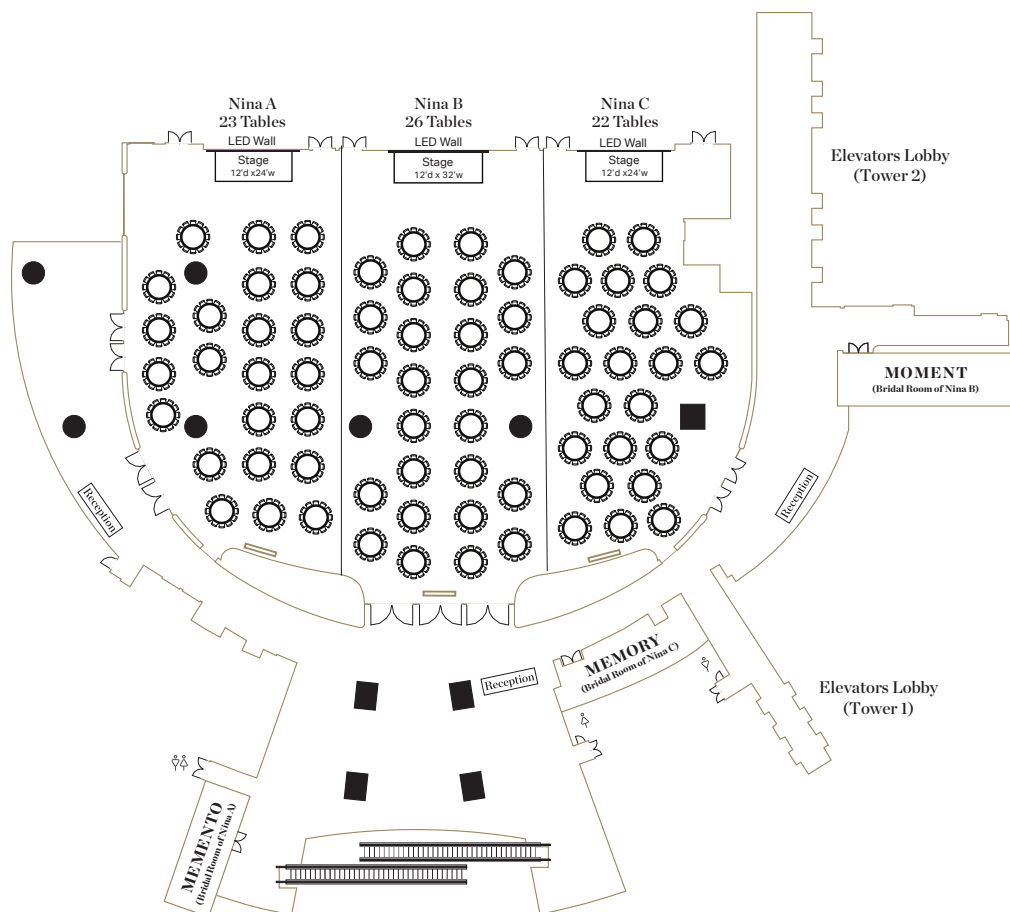 Nina A
23 Tables
LED Wall
Stage
12'd x24'w
Nina B
26 Tables
LED Wall
Stage
12'd x 32'w
Nina C
22 Tables
LED Wall
Stage
12'd x24'w
Elevators Lobby
(Tower 2)
MOMENT
(Bridal Room of Nina B)
Reception
Reception
MEMORY
(Bridal Room of Nina C)
Reception
Elevators Lobby
(Tower 1)
MEMENTO
(Bridal Room of Nina A)